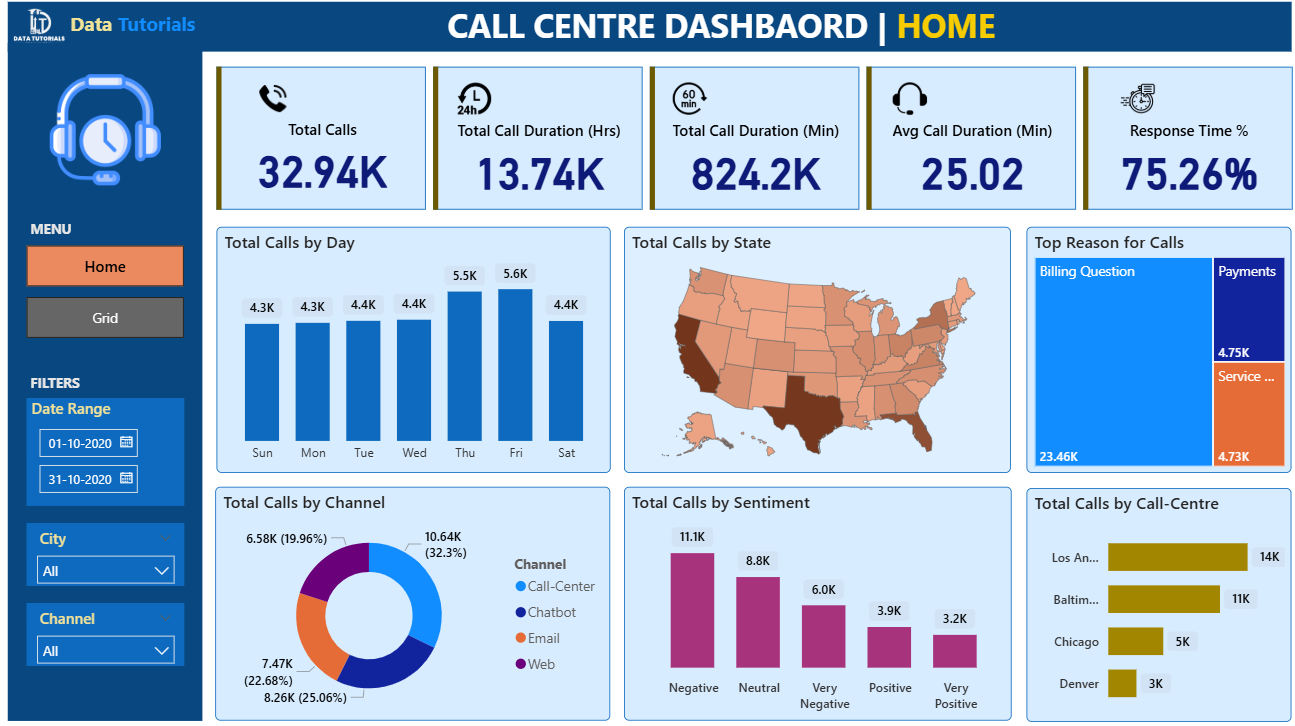 DATA TUTORIALS
Data Tutorials
CALL CENTRE DASHBAORD | HOME
MENU
Home
Grid
FILTERS
Date Range
01-10-2020
31-10-2020
City
All
Channel
All
Total Calls
32.94K
24h
Total Call Duration (Hrs)
13.74K
60
min
Total Call Duration (Min)
824.2K
Avg Call Duration (Min)
25.02
Response Time %
75.26%
Total Calls by Day
4.3K
4.3K
4.4K
4.4K
5.5K
5.6K
4.4K
Sun
Mon
Tue
Wed
Thu
Fri
Sat
Total Calls by State
Top Reason for Calls
Billing Question
23.46K
Payments
4.75K
Service ...
4.73K
Total Calls by Channel
10.64K
(32.3%)
8.26K (25.06%)
7.47K
(22.68%)
6.58K (19.96%)
Channel
Call-Center
Chatbot
Email
Web
Total Calls by Sentiment
11.1K
8.8K
6.0K
3.9K
3.2K
Negative
Neutral
Very
Negative
Positive
Very
Positive
Total Calls by Call-Centre
Los An...
14K
Baltim...
11K
Chicago
5K
Denver
3K